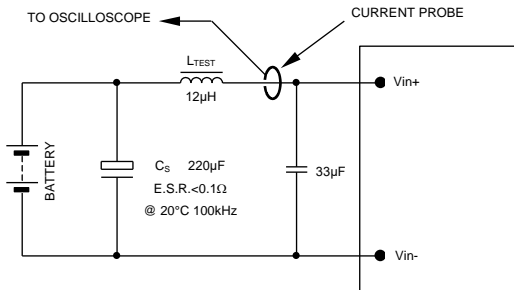 TO OSCILLOSCOPE
CURRENT PROBE
LTEST
12µH
Vin+
BATTERY
CS 220µF
E.S.R.<0.1Ω
@ 20°C 100kHz
33µF
Vin-